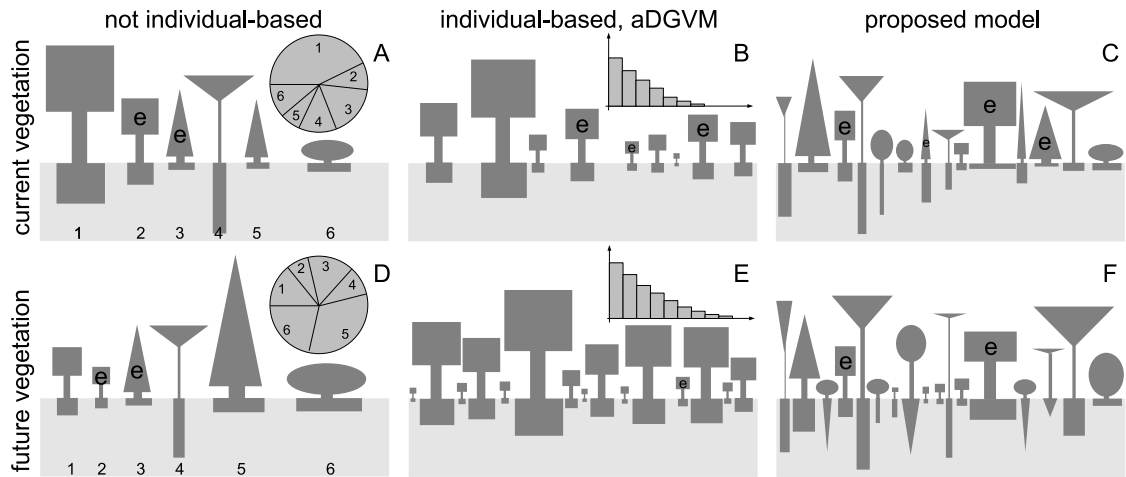 not individual-based
individual-based, aDGVM
proposed model
current vegetation
A
1
2
3
4
5
6
e
e
1
2
3
4
5
6
B
e
e
e
C
e
e
e
e
future vegetation
D
1
2
3
4
5
6
e
e
1
2
3
4
5
6
E
e
F
e
e